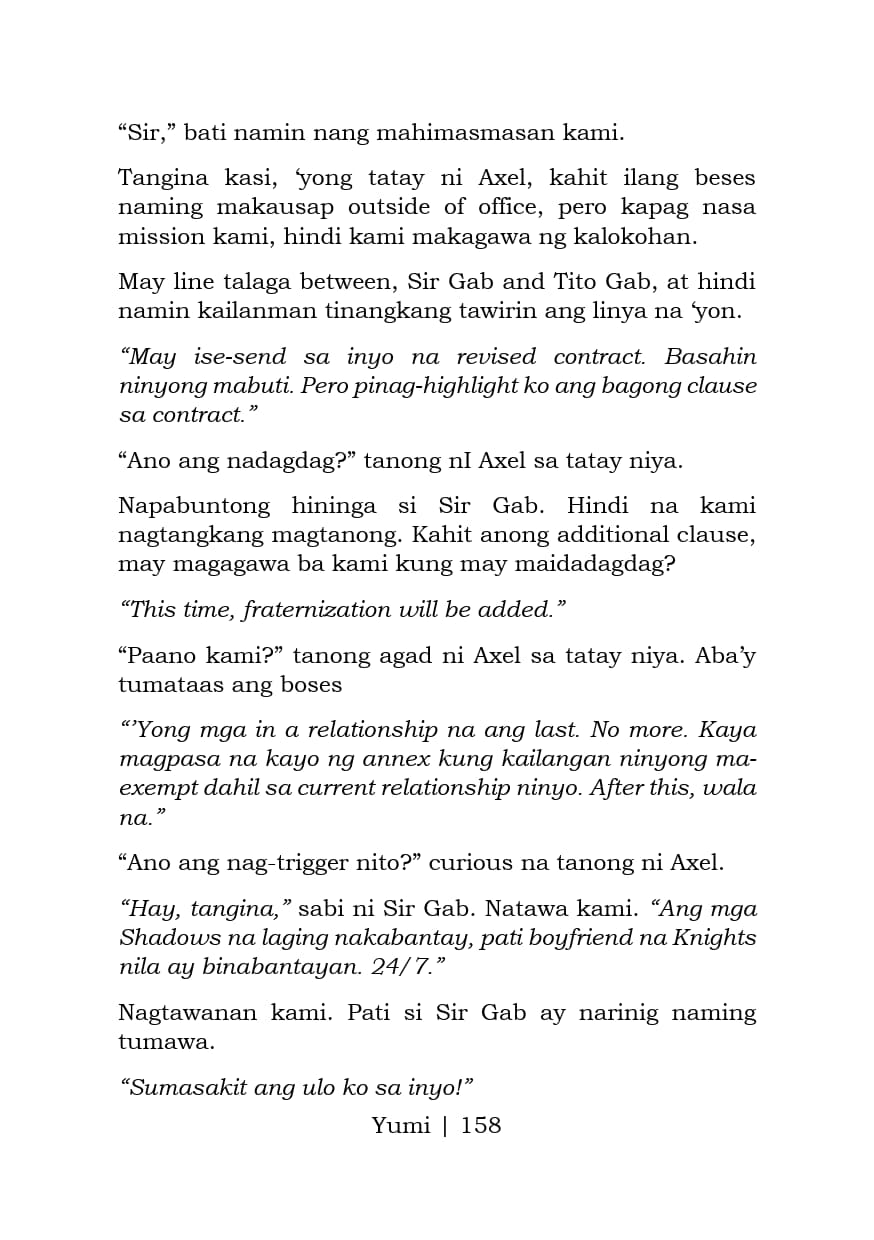 “Sir,” bati namin nang mahimasmasan kami.
Tangina kasi, ‘yong tatay ni Axel, kahit ilang beses
naming makausap outside of office, pero kapag nasa
mission kami, hindi kami makagawa ng kalokohan.
May line talaga between, Sir Gab and Tito Gab, at hindi
namin kailanman tinangkang tawirin ang linya na ‘yon.
“May ise-send sa inyo na revised contract. Basahin
ninyong mabuti. Pero pinag-highlight ko ang bagong clause
sa contract.”
“Ano ang nadagdag?” tanong nI Axel sa tatay niya.
Napabuntong hininga si Sir Gab. Hindi na kami
nagtangkang magtanong. Kahit anong additional clause,
may magagawa ba kami kung may maidadagdag?
“This time, fraternization will be added.”
“Paano kami?” tanong agad ni Axel sa tatay niya. Aba’y
tumataas ang boses
“’Yong mga in a relationship na ang last. No more. Kaya
magpasa na kayo ng annex kung kailangan ninyong ma-
exempt dahil sa current relationship ninyo. After this, wala
na.”
“Ano ang nag-trigger nito?” curious na tanong ni Axel.
“Hay, tangina,” sabi ni Sir Gab. Natawa kami. “Ang mga
Shadows na laging nakabantay, pati boyfriend na Knights
nila ay binabantayan. 24/7.”
Nagtawanan kami. Pati si Sir Gab ay narinig naming
tumawa.
“Sumasakit ang ulo ko sa inyo!”
Yumi | 158